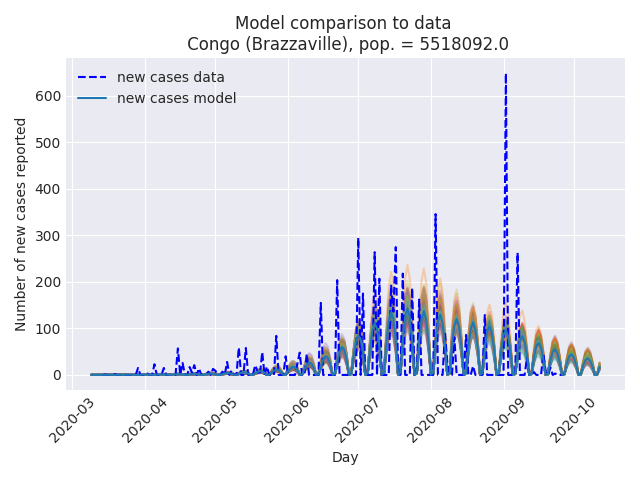 Model comparison to data
Congo (Brazzaville), pop. = 5518092.0
new cases data
new cases model
Number of new cases reported
600
500
400
300
200
100
0
2020-03
2020-04
2020-05
2020-06
2020-07
2020-08
2020-09
2020-10
Day